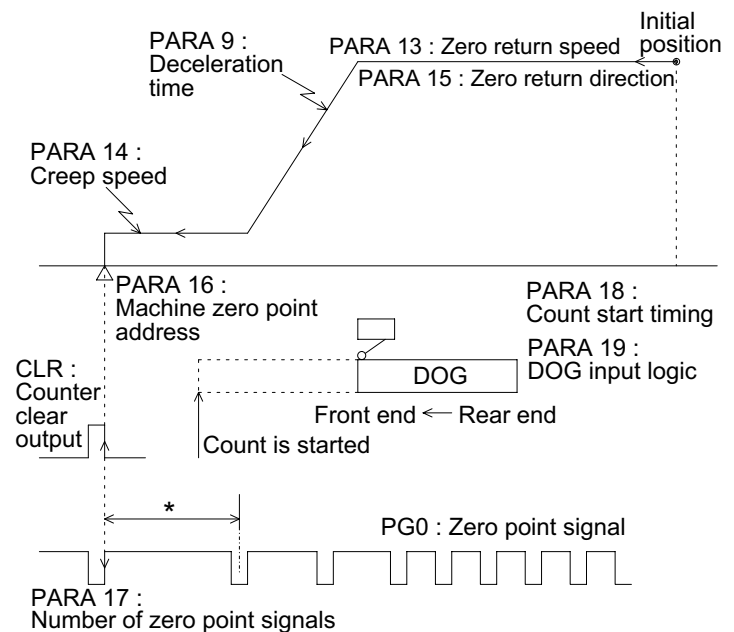 Initial
position
PARA 9 :
Deceleration
time
PARA 13 : Zero return speed
PARA 15 : Zero return direction
PARA 14 :
Creep speed
PARA 16 :
Machine zero point
address
PARA 18 :
Count start timing
PARA 19 :
DOG input logic
CLR :
Counter
clear
output
DOG
Front end ← Rear end
Count is started
*
PG0 : Zero point signal
PARA 17 :
Number of zero point signals